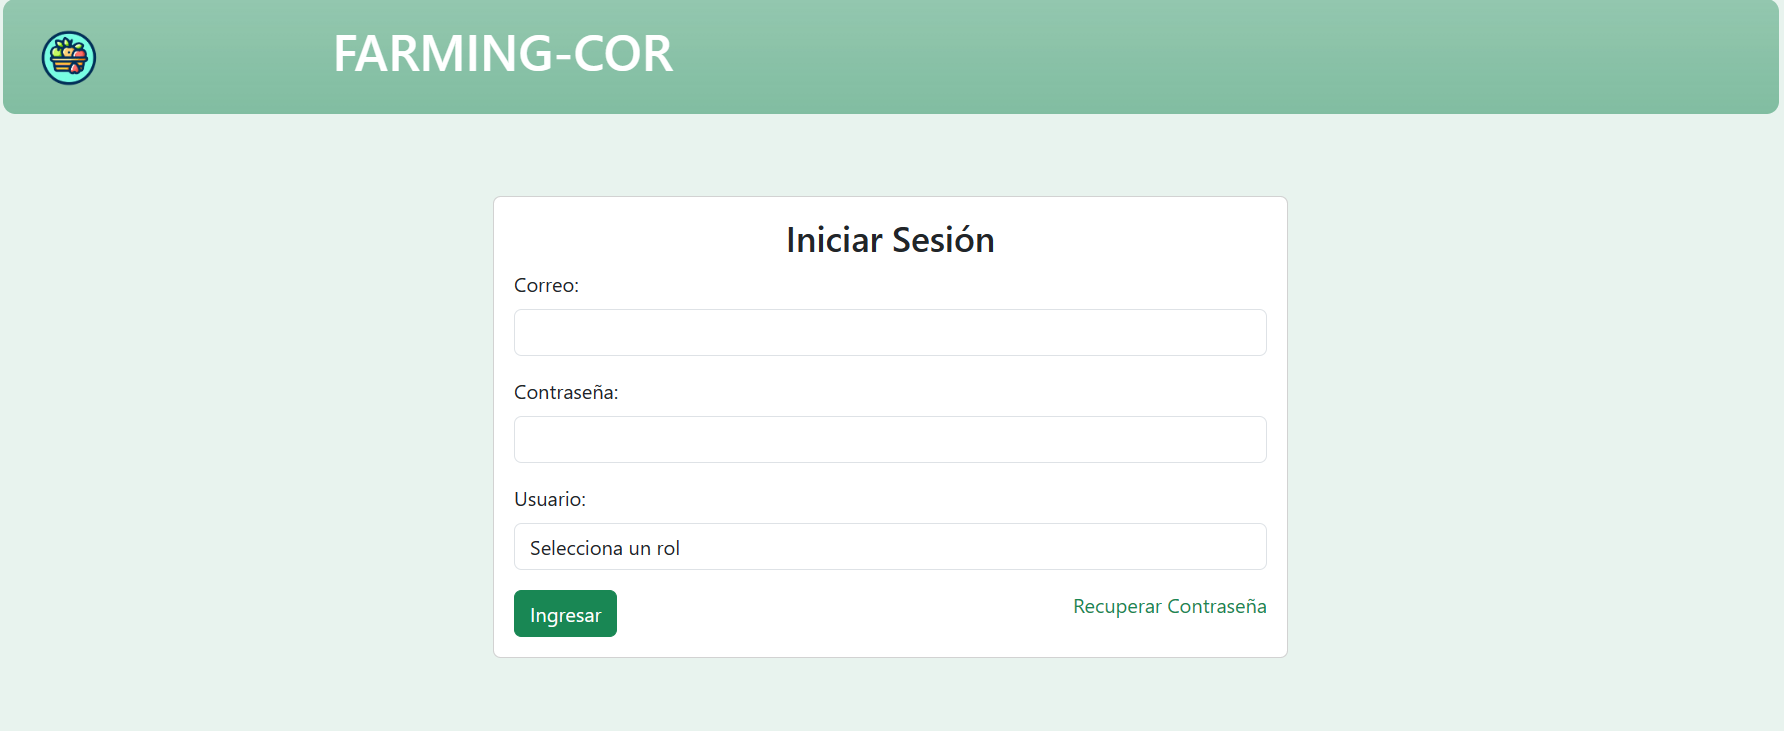 FARMING-COR
Iniciar Sesión
Correo:
Contraseña:
Usuario:
Selecciona un rol
Ingresar
Recuperar Contraseña